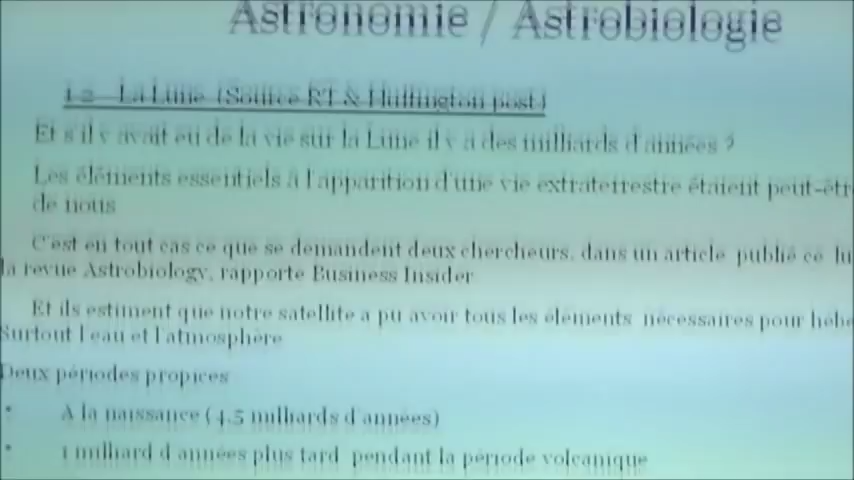 Astronomie / Astrobiologie
1.2 La Lune (Source RT & Huffington post)
Et s'il y avait eu de la vie sur la Lune il y a des milliards d'années ?
Les éléments essentiels à l'apparition d'une vie extraterrestre étaient
de nous
C'est en tout cas ce que se demandent deux chercheurs, dans un article publié ce
la revue Astrobiology, rapporte Business Insider
Et ils estiment que notre satellite a pu avoir tous les éléments nécessaires pour
Surtout l'eau et l'atmosphère
Deux périodes propices
• A la naissance (4,5 milliards d'années)
• 1 milliard d'années plus tard pendant la période volcanique